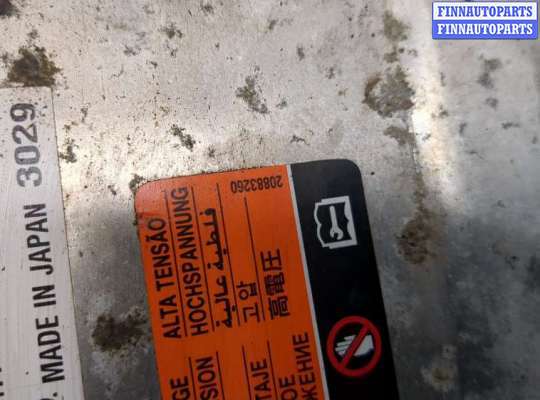 FINNAUTOPARTS
FINNAUTOPARTS
MADE IN JAPAN 3029
20883260
ALTA TENSÃO
HOCHSPANNUNG
فلطية عالية
고압
高電圧